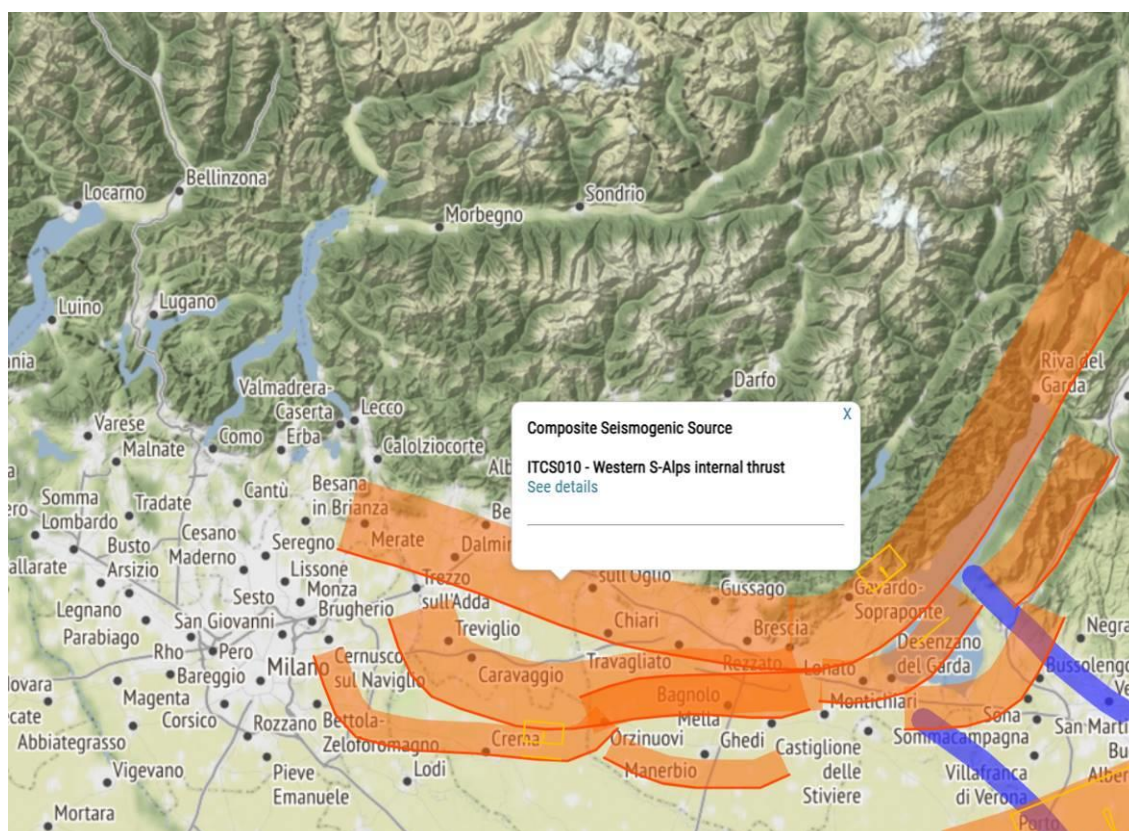 Bellinzona
Locarno
Sondrio
Morbegno
Luino
Lugano
Riva del
Garda
Darfo
Valmadrera-
Caserta
Lecco
Varese
Malnate
Como
Erba
Calolziocorte
X
Composite Seismogenic Source
ITCS010 - Western S-Alps internal thrust
See details
Besana
in Brianza
Cantù
Somma
Lombardo
Tradate
Cesano
Maderno
Seregno
Merate
Busto
Arsizio
Lissone
Monza
Trezzo
sull'Adda
sull'Oglio
Gussago
Gavardo-
Sopraponte
Legnano
Parabiago
Sesto
San Giovanni
Brugherio
Treviglio
Chiari
Brescia
Desenzano
del Garda
Rho
Pero
Bareggio
Milano
Cernusco
sul Naviglio
Caravaggio
Travagliato
Rezzato
Lonato
Magenta
Corsico
Rozzano
Bettola-
Zeloforomagno
Bagnolo
Mella
Montichiari
Sona
Abbiategrasso
Crema
Orzinuovi
Ghedi
Castiglione
delle
Stiviere
Sommacampagna
San Marti
Vigevano
Pieve
Emanuele
Lodi
Manerbio
Villafranca
di Verona
Mortara
Porto